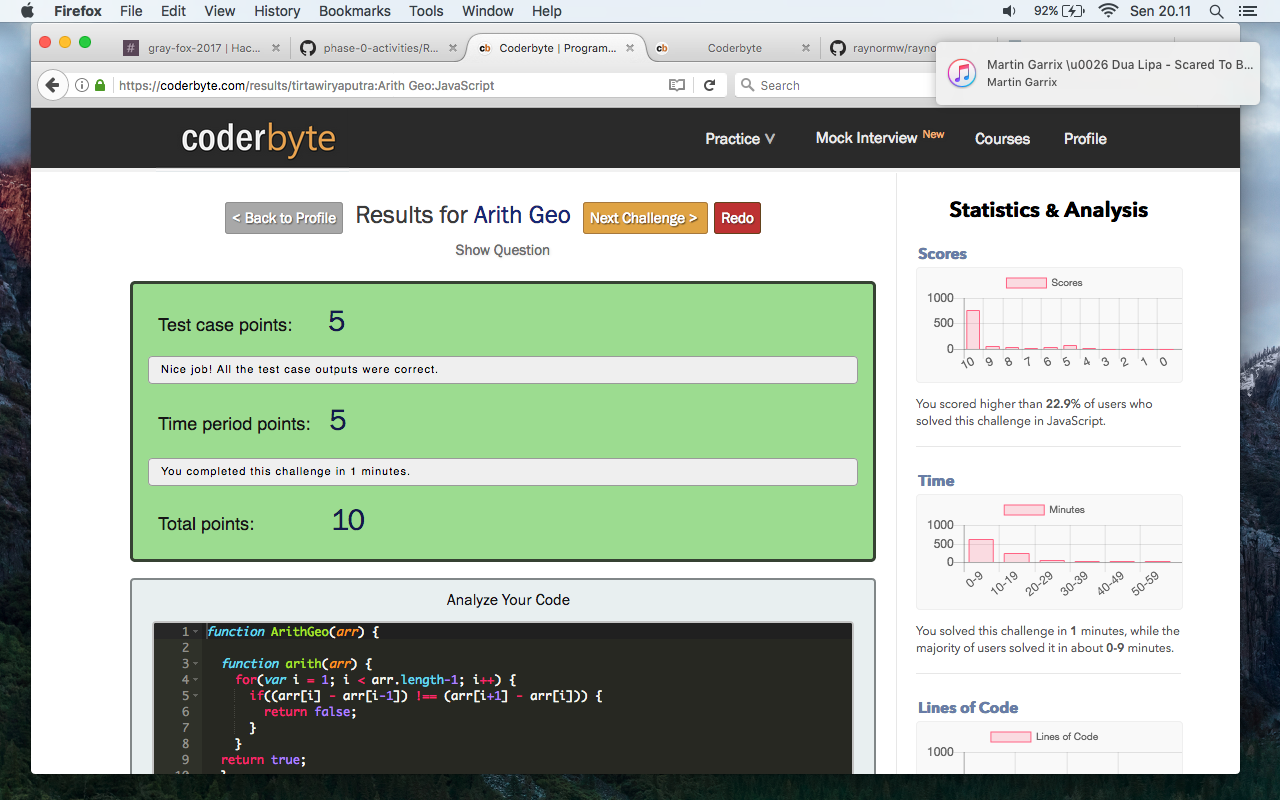 Firefox File Edit View History Bookmarks Tools Window Help 92% Sen 20.11
gray-fox-2017 | Hac... phase-0-activities/R... Coderbyte | Program... Coderbyte raynormw/rayno
Martin Garrix \u0026 Dua Lipa - Scared To B...
Martin Garrix
https://coderbyte.com/results/tirtawiryaputra:Arith Geo:JavaScript Search
coderbyte Practice V Mock Interview New Courses Profile
< Back to Profile Results for Arith Geo Next Challenge > Redo
Show Question
Test case points: 5
Nice job! All the test case outputs were correct.
Time period points: 5
You completed this challenge in 1 minutes.
Total points: 10
Analyze Your Code
1 function ArithGeo(arr) {
2
3 function arith(arr) {
4 for(var i = 1; i < arr.length-1; i++) {
5 if((arr[i] - arr[i-1]) !== (arr[i+1] - arr[i])) {
6 return false;
7 }
8 }
9 return true;
10 }
Statistics & Analysis
Scores
Scores
1000
500
0
10 9 8 7 6 5 4 3 2 1 0
You scored higher than 22.9% of users who
solved this challenge in JavaScript.
Time
Minutes
1000
500
0
0-9 10-19 20-29 30-39 40-49 50-59
You solved this challenge in 1 minutes, while the
majority of users solved it in about 0-9 minutes.
Lines of Code
Lines of Code
1000